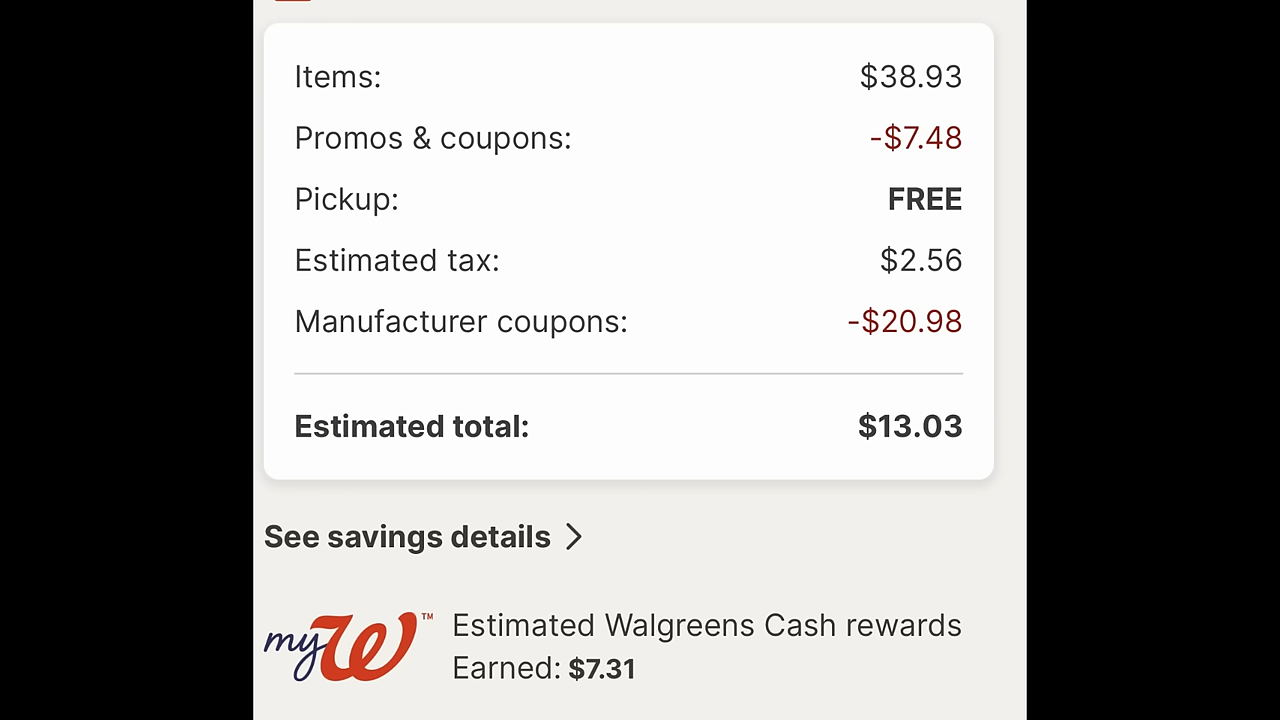 Items: $38.93
Promos & coupons: -$7.48
Pickup: FREE
Estimated tax: $2.56
Manufacturer coupons: -$20.98
Estimated total: $13.03
See savings details
myW™
Estimated Walgreens Cash rewards
Earned: $7.31